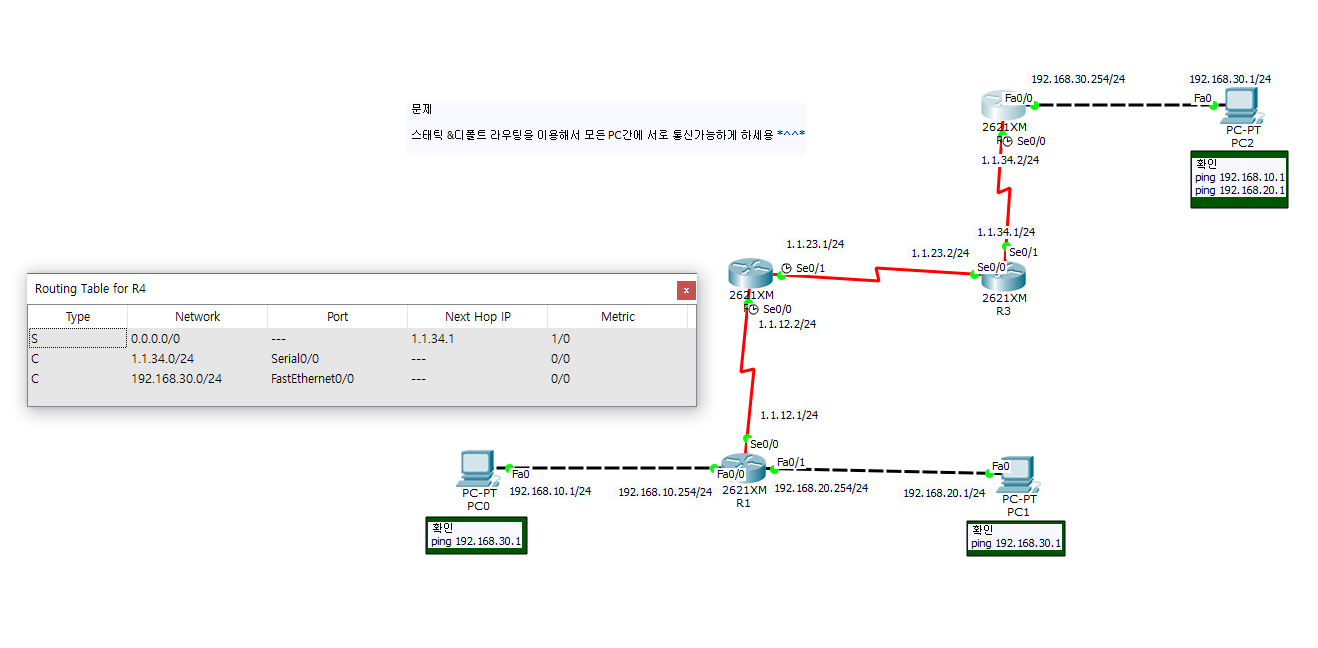 문제
스태틱 &디폴트 라우팅을 이용해서 모든 PC간에 서로 통신가능하게 하세용 *^^*
192.168.30.254/24
192.168.30.1/24
Fa0/0
Fa0
2621XM
Se0/0
1.1.34.2/24
PC-PT
PC2
확인
ping 192.168.10.1
ping 192.168.20.1
1.1.34.1/24
Se0/1
1.1.23.1/24
1.1.23.2/24
Se0/1
Se0/0
2621XM
R3
2621XM
Se0/0
1.1.12.2/24
Routing Table for R4
x
Type Network Port Next Hop IP Metric
S 0.0.0.0/0 --- 1.1.34.1 1/0
C 1.1.34.0/24 Serial0/0 --- 0/0
C 192.168.30.0/24 FastEthernet0/0 --- 0/0
1.1.12.1/24
Se0/0
Fa0
Fa0/0
Fa0/1
Fa0
PC-PT
PC0
192.168.10.1/24
192.168.10.254/24
2621XM
R1
192.168.20.254/24
192.168.20.1/24
PC-PT
PC1
확인
ping 192.168.30.1
확인
ping 192.168.30.1